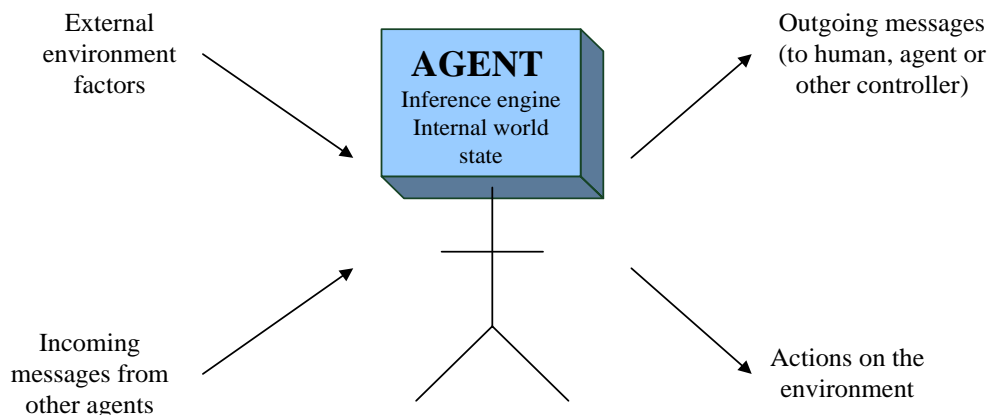 External
environment
factors
AGENT
Inference engine
Internal world
state
Outgoing messages
(to human, agent or
other controller)
Incoming
messages from
other agents
Actions on the
environment